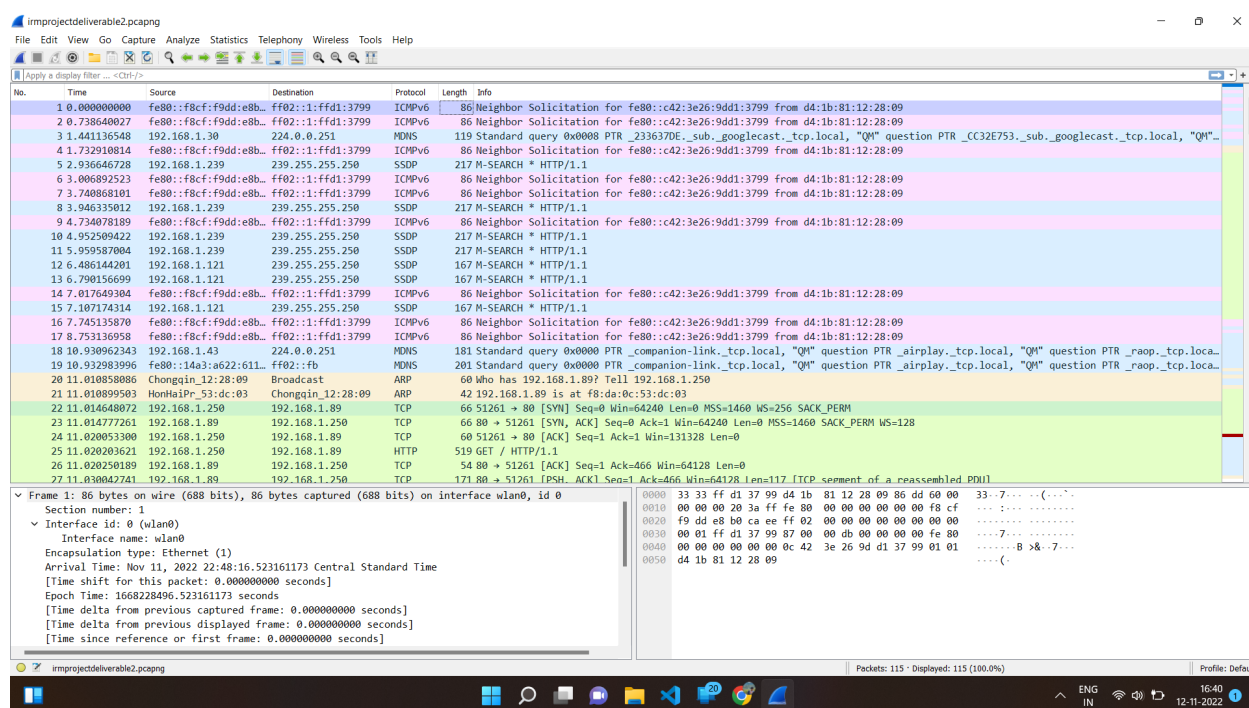 irmprojectdeliverable2.pcapng
File Edit View Go Capture Analyze Statistics Telephony Wireless Tools Help
Apply a display filter ... <Ctrl-/>
No. Time Source Destination Protocol Length Info
1 0.000000000 fe80::f8cf:f9dd:e8b… ff02::1:ffd1:3799 ICMPv6 86 Neighbor Solicitation for fe80::c42:3e26:9dd1:3799 from d4:1b:81:12:28:09
2 0.738640027 fe80::f8cf:f9dd:e8b… ff02::1:ffd1:3799 ICMPv6 86 Neighbor Solicitation for fe80::c42:3e26:9dd1:3799 from d4:1b:81:12:28:09
3 1.441136548 192.168.1.30 224.0.0.251 MDNS 119 Standard query 0x0008 PTR _233637DE._sub._googlecast._tcp.local, "QM" question PTR _CC32E753._sub._googlecast._tcp.local, "QM"…
4 1.732910814 fe80::f8cf:f9dd:e8b… ff02::1:ffd1:3799 ICMPv6 86 Neighbor Solicitation for fe80::c42:3e26:9dd1:3799 from d4:1b:81:12:28:09
5 2.936646728 192.168.1.239 239.255.255.250 SSDP 217 M-SEARCH * HTTP/1.1
6 3.006892523 fe80::f8cf:f9dd:e8b… ff02::1:ffd1:3799 ICMPv6 86 Neighbor Solicitation for fe80::c42:3e26:9dd1:3799 from d4:1b:81:12:28:09
7 3.740868101 fe80::f8cf:f9dd:e8b… ff02::1:ffd1:3799 ICMPv6 86 Neighbor Solicitation for fe80::c42:3e26:9dd1:3799 from d4:1b:81:12:28:09
8 3.946335012 192.168.1.239 239.255.255.250 SSDP 217 M-SEARCH * HTTP/1.1
9 4.734078189 fe80::f8cf:f9dd:e8b… ff02::1:ffd1:3799 ICMPv6 86 Neighbor Solicitation for fe80::c42:3e26:9dd1:3799 from d4:1b:81:12:28:09
10 4.952509422 192.168.1.239 239.255.255.250 SSDP 217 M-SEARCH * HTTP/1.1
11 5.959587004 192.168.1.239 239.255.255.250 SSDP 217 M-SEARCH * HTTP/1.1
12 6.486144201 192.168.1.121 239.255.255.250 SSDP 167 M-SEARCH * HTTP/1.1
13 6.790156699 192.168.1.121 239.255.255.250 SSDP 167 M-SEARCH * HTTP/1.1
14 7.017649304 fe80::f8cf:f9dd:e8b… ff02::1:ffd1:3799 ICMPv6 86 Neighbor Solicitation for fe80::c42:3e26:9dd1:3799 from d4:1b:81:12:28:09
15 7.107174314 192.168.1.121 239.255.255.250 SSDP 167 M-SEARCH * HTTP/1.1
16 7.745135870 fe80::f8cf:f9dd:e8b… ff02::1:ffd1:3799 ICMPv6 86 Neighbor Solicitation for fe80::c42:3e26:9dd1:3799 from d4:1b:81:12:28:09
17 8.753136958 fe80::f8cf:f9dd:e8b… ff02::1:ffd1:3799 ICMPv6 86 Neighbor Solicitation for fe80::c42:3e26:9dd1:3799 from d4:1b:81:12:28:09
18 10.930962343 192.168.1.43 224.0.0.251 MDNS 181 Standard query 0x0000 PTR _companion-link._tcp.local, "QM" question PTR _airplay._tcp.local, "QM" question PTR _raop._tcp.loca…
19 10.932983996 fe80::14a3:a622:611… ff02::fb MDNS 201 Standard query 0x0000 PTR _companion-link._tcp.local, "QM" question PTR _airplay._tcp.local, "QM" question PTR _raop._tcp.loca…
20 11.010858086 Chongqin_12:28:09 Broadcast ARP 60 Who has 192.168.1.89? Tell 192.168.1.250
21 11.010899503 HonHaiPr_53:dc:03 Chongqin_12:28:09 ARP 42 192.168.1.89 is at f8:da:0c:53:dc:03
22 11.014648072 192.168.1.250 192.168.1.89 TCP 66 51261 → 80 [SYN] Seq=0 Win=64240 Len=0 MSS=1460 WS=256 SACK_PERM
23 11.014777261 192.168.1.89 192.168.1.250 TCP 66 80 → 51261 [SYN, ACK] Seq=0 Ack=1 Win=64240 Len=0 MSS=1460 SACK_PERM WS=128
24 11.020053300 192.168.1.250 192.168.1.89 TCP 60 51261 → 80 [ACK] Seq=1 Ack=1 Win=131328 Len=0
25 11.020203621 192.168.1.250 192.168.1.89 HTTP 519 GET / HTTP/1.1
26 11.020250189 192.168.1.89 192.168.1.250 TCP 54 80 → 51261 [ACK] Seq=1 Ack=466 Win=64128 Len=0
27 11.030042741 192.168.1.89 192.168.1.250 TCP 171 80 → 51261 [PSH, ACK] Seq=1 Ack=466 Win=64128 Len=117 [TCP segment of a reassembled PDU]
Frame 1: 86 bytes on wire (688 bits), 86 bytes captured (688 bits) on interface wlan0, id 0
Section number: 1
Interface id: 0 (wlan0)
Interface name: wlan0
Encapsulation type: Ethernet (1)
Arrival Time: Nov 11, 2022 22:48:16.523161173 Central Standard Time
[Time shift for this packet: 0.000000000 seconds]
Epoch Time: 1668228496.523161173 seconds
[Time delta from previous captured frame: 0.000000000 seconds]
[Time delta from previous displayed frame: 0.000000000 seconds]
[Time since reference or first frame: 0.000000000 seconds]
0000 33 33 ff d1 37 99 d4 1b 81 12 28 09 86 dd 60 00 33··7··· ··(···`·
0010 00 00 00 20 3a ff fe 80 00 00 00 00 00 00 f8 cf ··· :··· ········
0020 f9 dd e8 b0 ca ee ff 02 00 00 00 00 00 00 00 00 ········ ········
0030 00 01 ff d1 37 99 87 00 00 db 00 00 00 00 fe 80 ····7··· ········
0040 00 00 00 00 00 00 0c 42 3e 26 9d d1 37 99 01 01 ·······B >&··7···
0050 d4 1b 81 12 28 09 ····(·
irmprojectdeliverable2.pcapng
Packets: 115 · Displayed: 115 (100.0%)
Profile: Defau
20
ENG
IN
16:40
12-11-2022
1